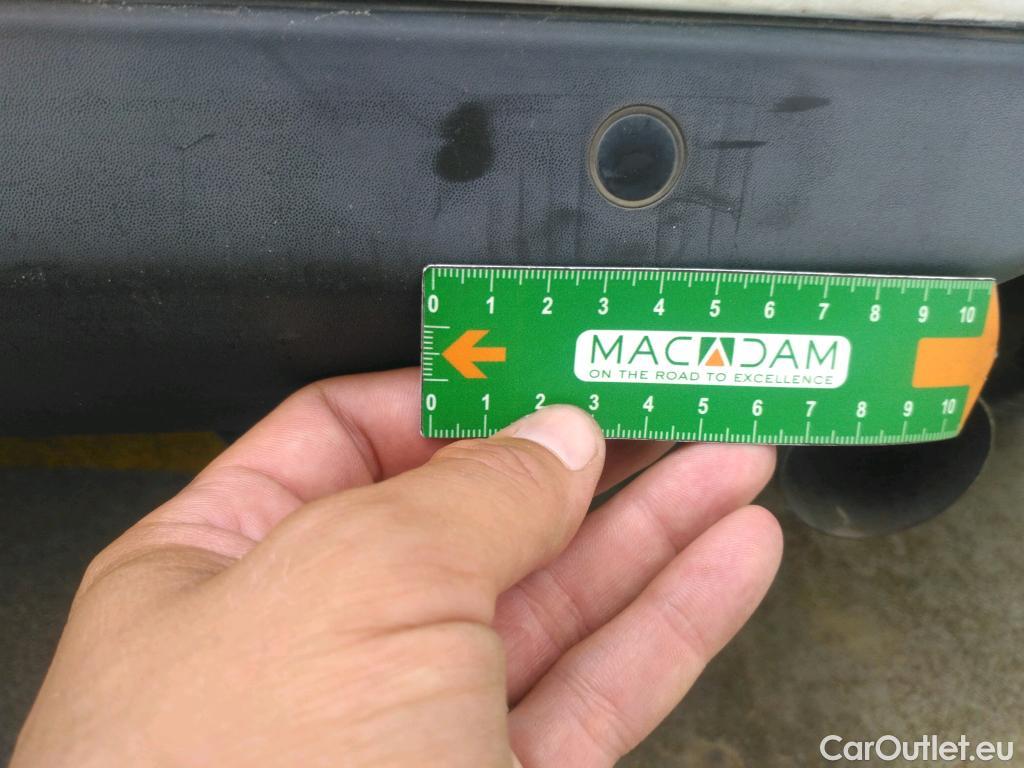 0 1 2 3 4 5 6 7 8 9 10
MACADAM
ON THE ROAD TO EXCELLENCE
0 1 2 3 4 5 6 7 8 9 10
CarOutlet.eu